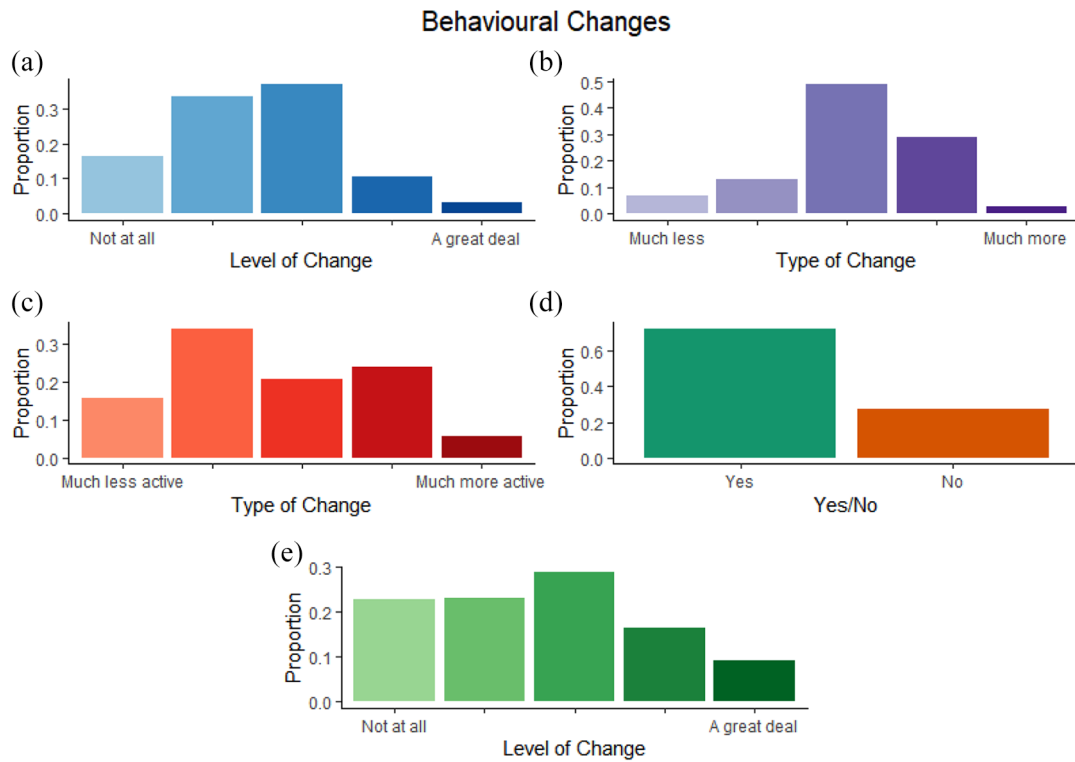 Behavioural Changes
(a)
Proportion
0.3
0.2
0.1
0.0
Not at all
A great deal
Level of Change
(b)
Proportion
0.5
0.4
0.3
0.2
0.1
0.0
Much less
Much more
Type of Change
(c)
Proportion
0.3
0.2
0.1
0.0
Much less active
Much more active
Type of Change
(d)
Proportion
0.6
0.4
0.2
0.0
Yes
No
Yes/No
(e)
Proportion
0.3
0.2
0.1
0.0
Not at all
A great deal
Level of Change